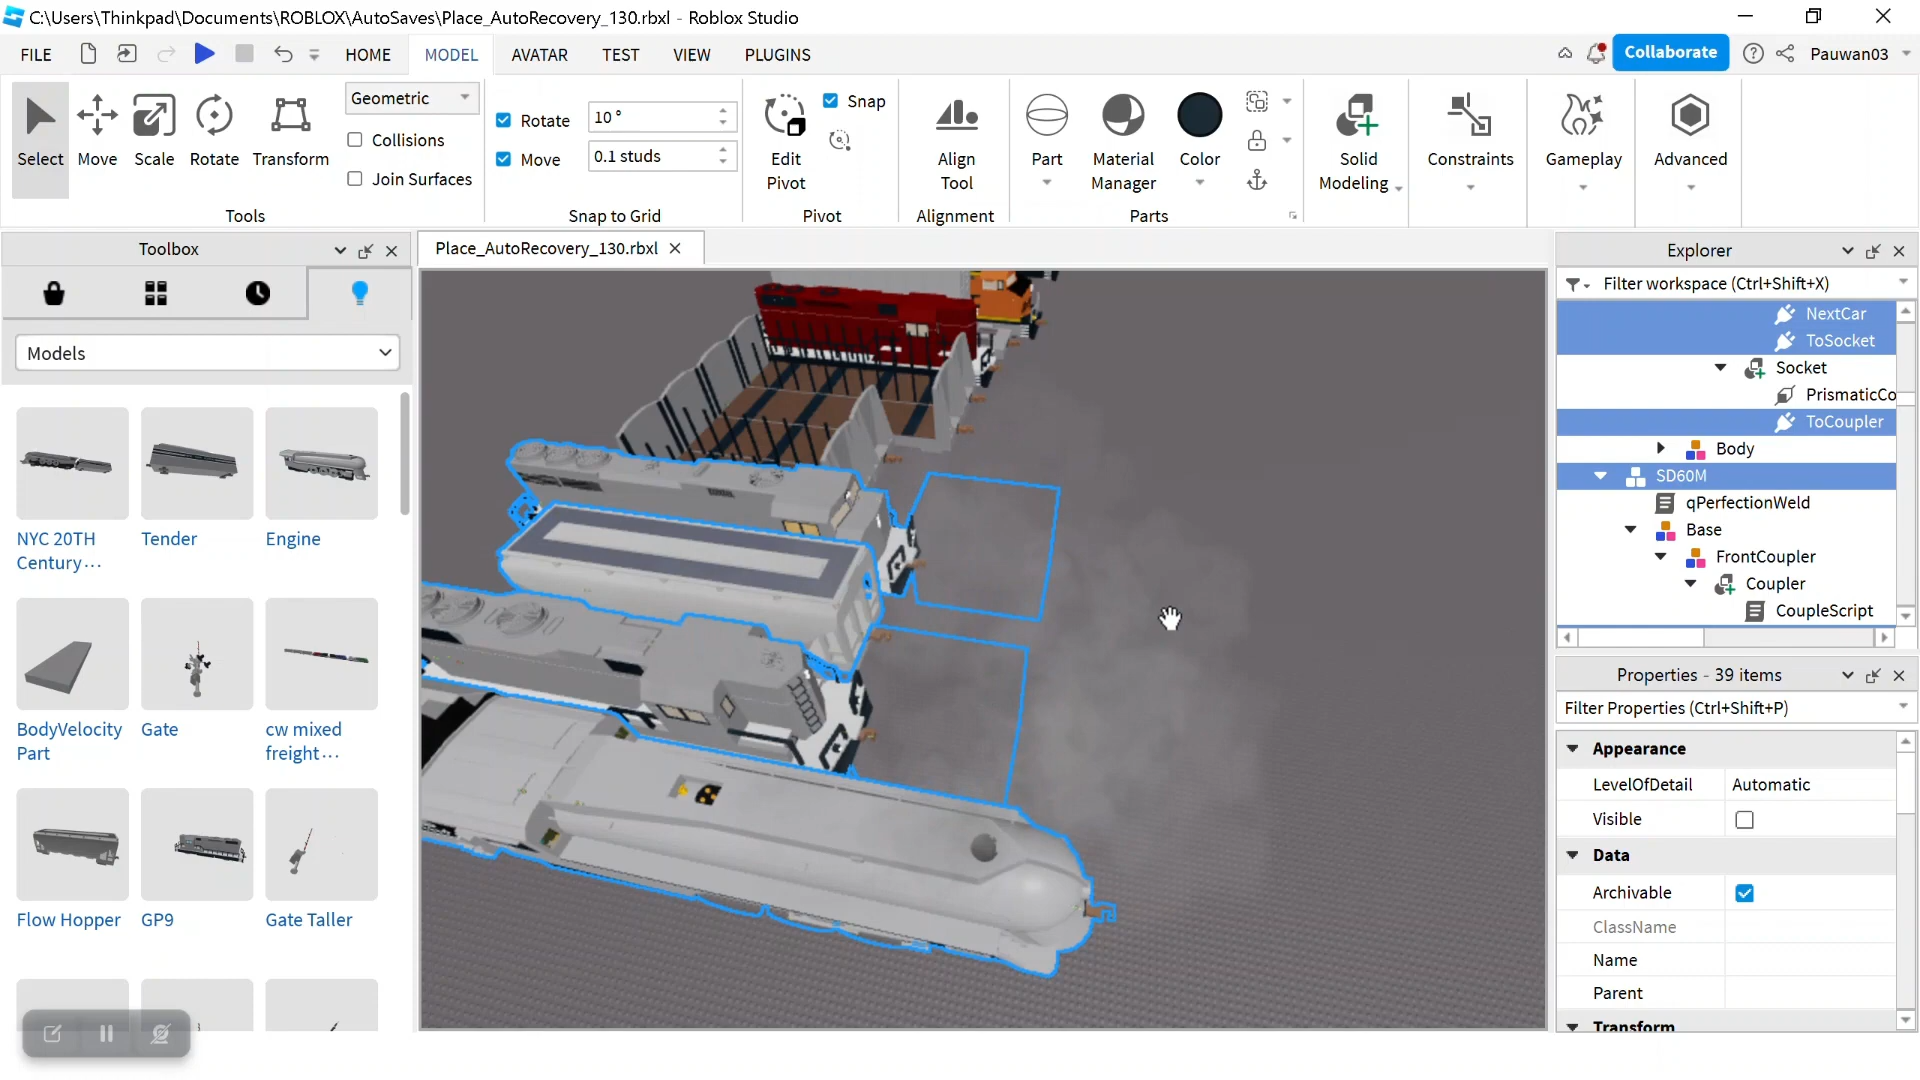 C:\Users\Thinkpad\Documents\ROBLOX\AutoSaves\Place_AutoRecovery_130.rbxl - Roblox Studio
FILE HOME MODEL AVATAR TEST VIEW PLUGINS Collaborate Pauwan03
Geometric
Collisions
Join Surfaces
Select Move Scale Rotate Transform
Tools
Rotate 10 °
Move 0.1 studs
Snap to Grid
Snap
Edit
Pivot
Pivot
Align
Tool
Alignment
Part
Material
Manager
Color
Parts
Solid
Modeling
Constraints
Gameplay
Advanced
Toolbox
Models
NYC 20TH
Century...
Tender
Engine
BodyVelocity
Part
Gate
cw mixed
freight...
Flow Hopper
GP9
Gate Taller
Place_AutoRecovery_130.rbxl
Explorer
Filter workspace (Ctrl+Shift+X)
NextCar
ToSocket
Socket
PrismaticCo
ToCoupler
Body
SD60M
qPerfectionWeld
Base
FrontCoupler
Coupler
CoupleScript
Properties - 39 items
Filter Properties (Ctrl+Shift+P)
Appearance
LevelOfDetail Automatic
Visible
Data
Archivable
ClassName
Name
Parent
Transform